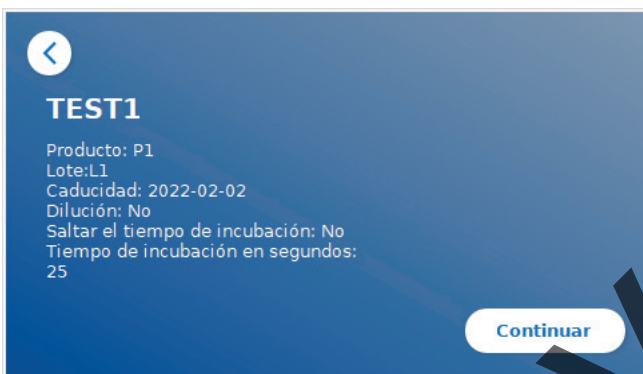 TEST1
Producto: P1
Lote:L1
Caducidad: 2022-02-02
Dilución: No
Saltar el tiempo de incubación: No
Tiempo de incubación en segundos:
25
Continuar